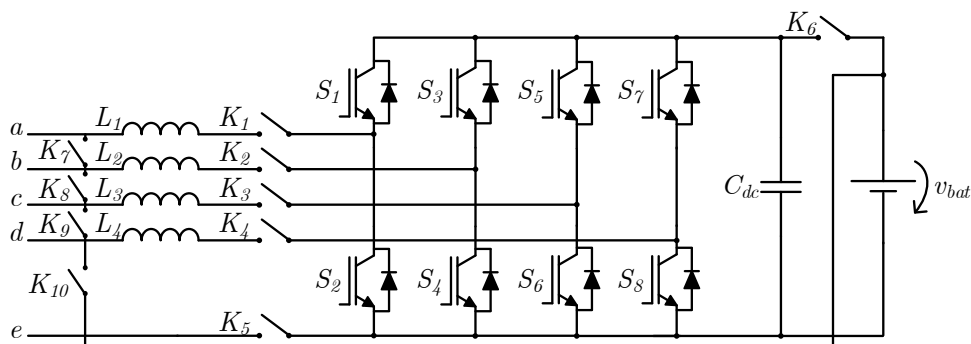 K6
S1 S3 S5 S7
a L1 K1
K7
b L2 K2
K8
c L3 K3
Cdc vbat
K9
d L4 K4
S2 S4 S6 S8
K10
e K5